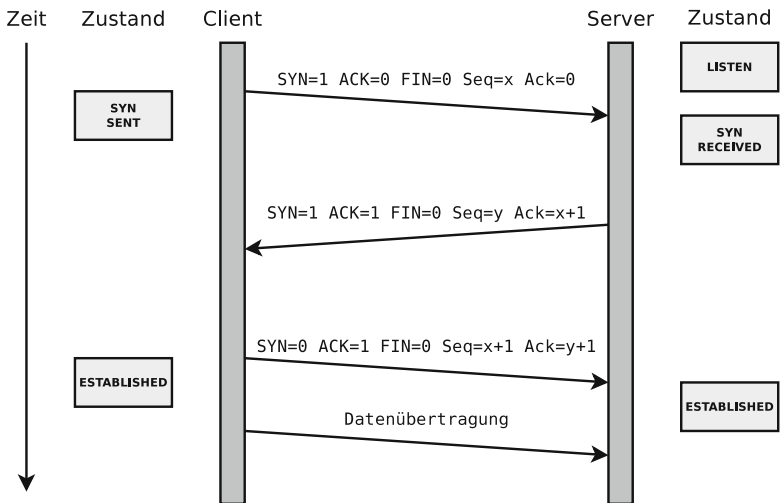 Zeit
Zustand
Client
Server
Zustand
LISTEN
SYN=1 ACK=0 FIN=0 Seq=x Ack=0
SYN
SENT
SYN
RECEIVED
SYN=1 ACK=1 FIN=0 Seq=y Ack=x+1
SYN=0 ACK=1 FIN=0 Seq=x+1 Ack=y+1
ESTABLISHED
ESTABLISHED
Datenübertragung